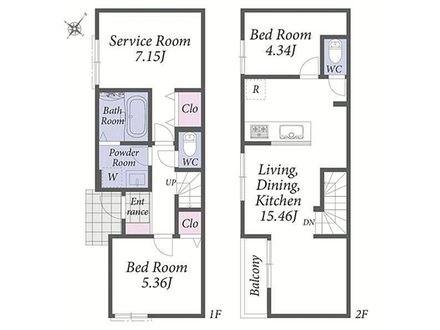 Service Room
7.15J
Bath
Room
Clo
Powder
Room
W
WC
UP
Ent
rance
Clo
Bed Room
5.36J
1F
Bed Room
4.34J
WC
R
Living,
Dining,
Kitchen
15.46J
DN
Balcony
2F